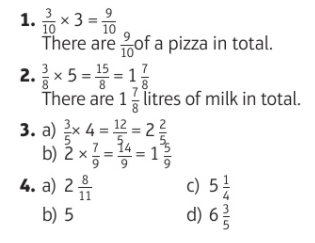 1. 3/10 × 3 = 9/10
There are 9/10 of a pizza in total.
2. 3/8 × 5 = 15/8 = 1 7/8
There are 1 7/8 litres of milk in total.
3. a) 3/5 × 4 = 12/5 = 2 2/5
b) 2 × 7/9 = 14/9 = 1 5/9
4. a) 2 8/11 c) 5 1/4
b) 5 d) 6 3/5